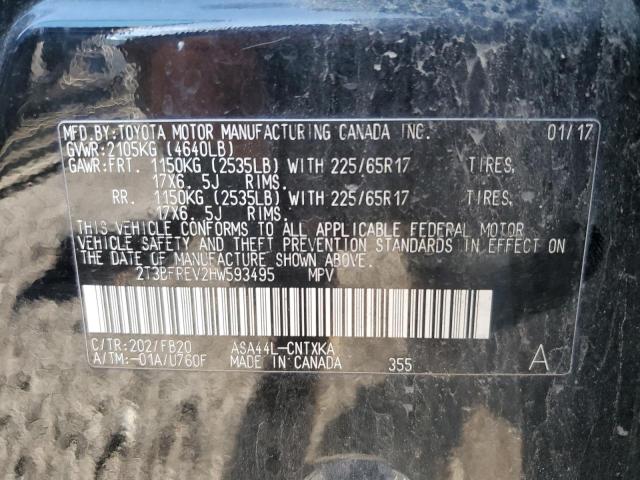 MFD.BY:TOYOTA MOTOR MANUFACTURING CANADA INC. 01/17
GVWR:2105KG (4640LB)
GAWR:FRT. 1150KG (2535LB) WITH 225/65R17 TIRES,
17X6.5J RIMS.
RR. 1150KG (2535LB) WITH 225/65R17 TIRES,
17X6.5J RIMS.
THIS VEHICLE CONFORMS TO ALL APPLICABLE FEDERAL MOTOR
VEHICLE SAFETY AND THEFT PREVENTION STANDARDS IN EFFECT ON
THE DATE OF MANUFACTURE SHOWN ABOVE.
2T3BFREV2HW593495 MPV
C/TR:202/FB20 ASA44L-CNTXKA
A/TM:-01A/U760F MADE IN CANADA 355 A